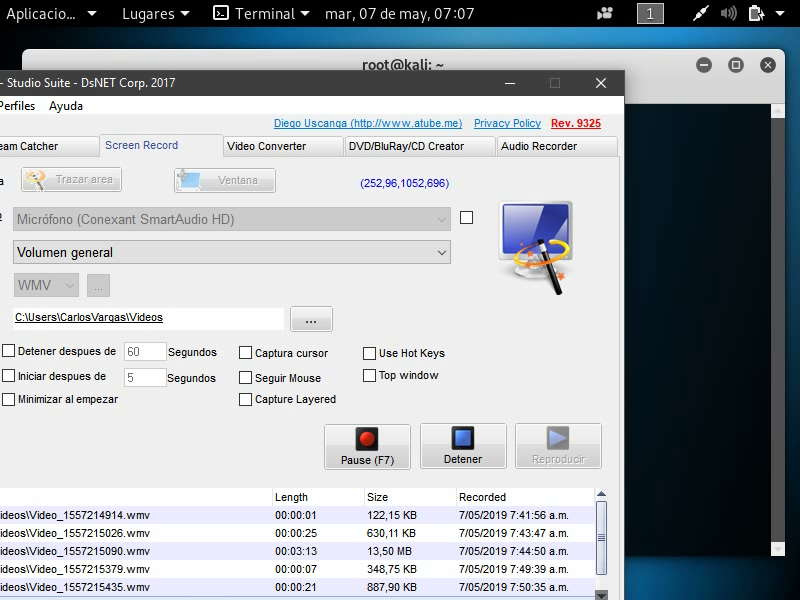 Aplicacio... Lugares Terminal mar, 07 de may, 07:07 1
root@kali: ~
- Studio Suite - DsNET Corp. 2017
Perfiles Ayuda
Diego Uscanga (http://www.atube.me) Privacy Policy Rev. 9325
eam Catcher Screen Record Video Converter DVD/BluRay/CD Creator Audio Recorder
a Trazar area Ventana (252,96,1052,696)
Micrófono (Conexant SmartAudio HD)
Volumen general
WMV ...
C:\Users\CarlosVargas\Videos ...
Detener despues de 60 Segundos Captura cursor Use Hot Keys
Iniciar despues de 5 Segundos Seguir Mouse Top window
Minimizar al empezar Capture Layered
Pause (F7) Detener Reproducir
Length Size Recorded
ideos\Video_1557214914.wmv 00:00:01 122,15 KB 7/05/2019 7:41:56 a.m.
ideos\Video_1557215026.wmv 00:00:25 630,11 KB 7/05/2019 7:43:47 a.m.
ideos\Video_1557215090.wmv 00:03:13 13,50 MB 7/05/2019 7:44:50 a.m.
ideos\Video_1557215379.wmv 00:00:07 348,75 KB 7/05/2019 7:49:39 a.m.
ideos\Video_1557215435.wmv 00:00:21 887,90 KB 7/05/2019 7:50:35 a.m.